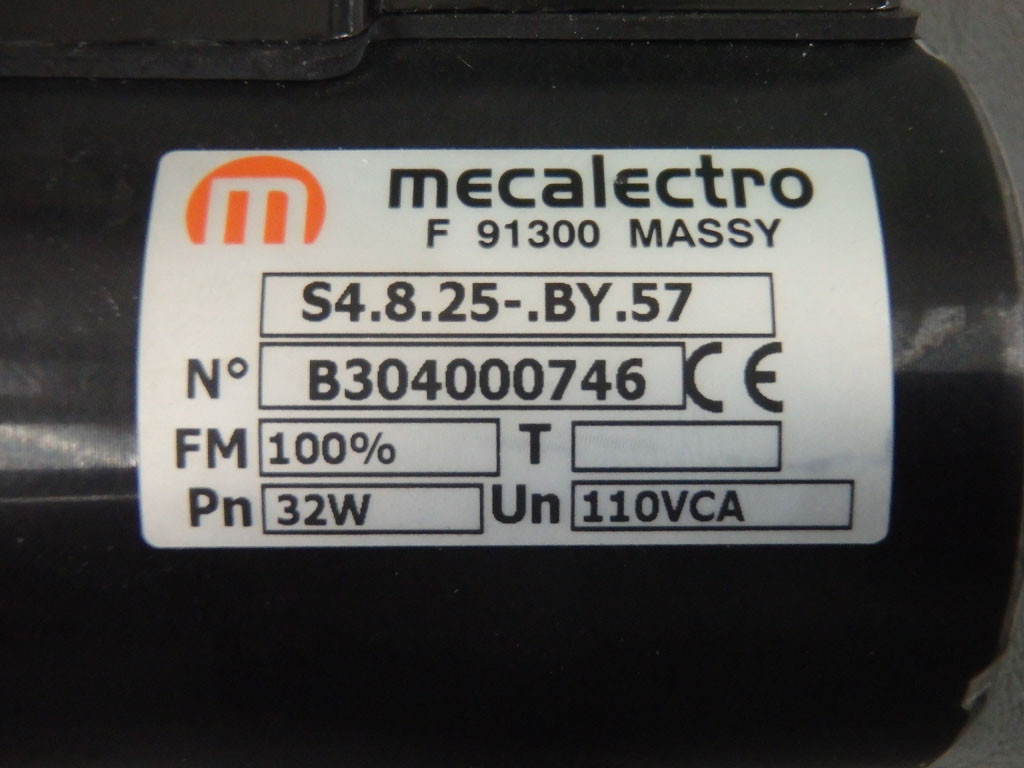 m mecalectro
F 91300 MASSY
S4.8.25-.BY.57
N° B304000746 CE
FM 100% T
Pn 32W Un 110VCA